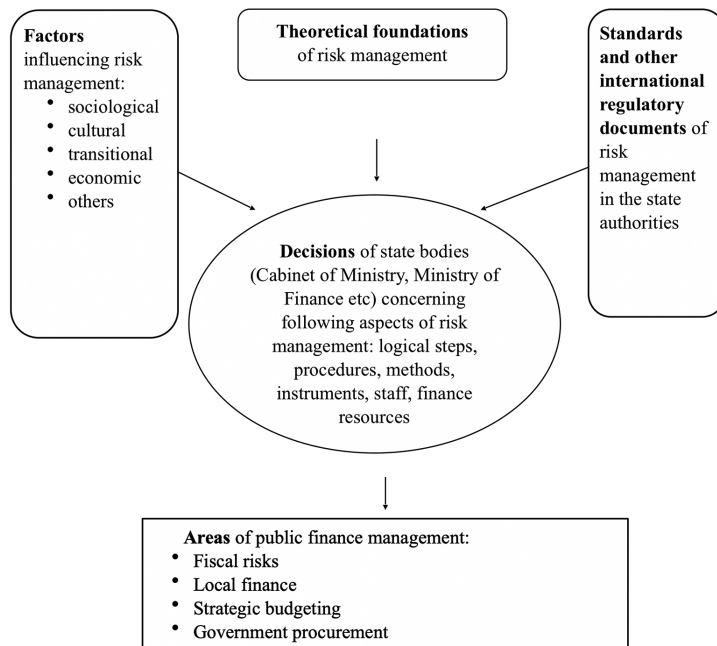 Factors
influencing risk
management:
• sociological
• cultural
• transitional
• economic
• others
Theoretical foundations
of risk management
Standards
and other
international
regulatory
documents of
risk
management
in the state
authorities
Decisions of state bodies
(Cabinet of Ministry, Ministry of
Finance etc) concerning
following aspects of risk
management: logical steps,
procedures, methods,
instruments, staff, finance
resources
Areas of public finance management:
• Fiscal risks
• Local finance
• Strategic budgeting
• Government procurement